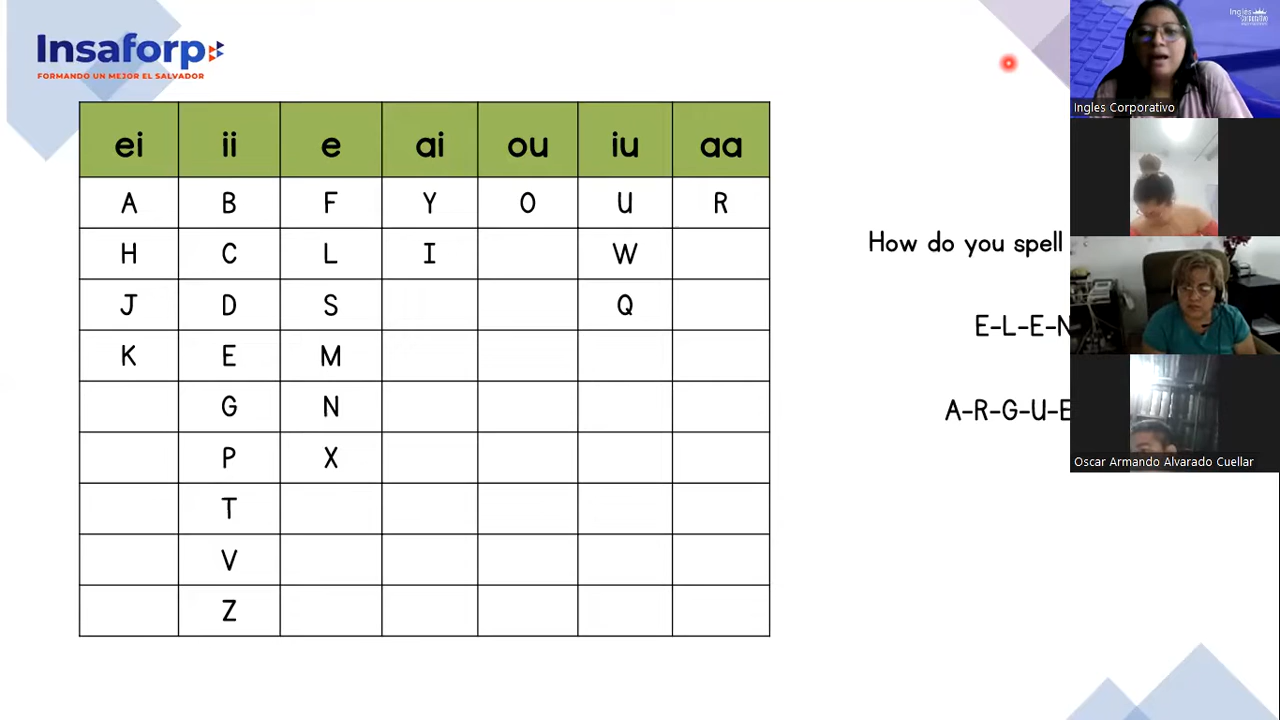 Insaforp
FORMANDO UN MEJOR EL SALVADOR
ei ii e ai ou iu aa
A B F Y O U R
H C L I W
J D S Q
K E M
G N
P X
T
V
Z
How do you spell
E-L-E-N
A-R-G-U-E
Ingles Corporativo
Oscar Armando Alvarado Cuellar